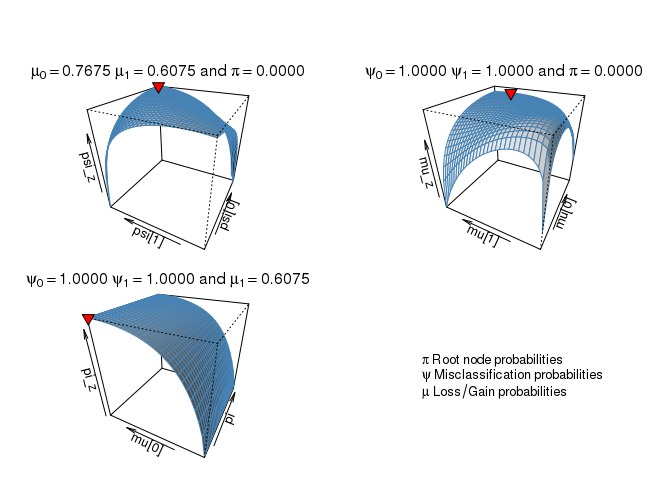 μ0 = 0.7675 μ1 = 0.6075 and π = 0.0000
psi_z
psi[1]
psi[0]
ψ0 = 1.0000 ψ1 = 1.0000 and π = 0.0000
mu_z
mu[1]
mu[0]
ψ0 = 1.0000 ψ1 = 1.0000 and μ1 = 0.6075
pi_z
mu[0]
pi
π Root node probabilities
ψ Misclassification probabilities
μ Loss/Gain probabilities